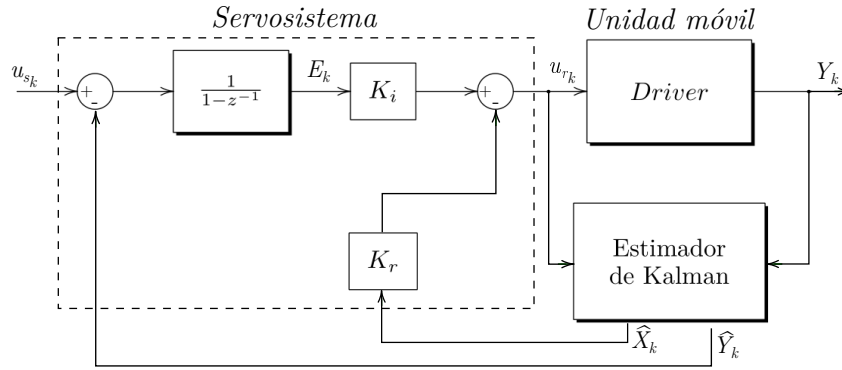 Servosistema
Unidad móvil
u_{s_k}
+
-
\frac{1}{1-z^{-1}}
E_k
K_i
+
-
u_{r_k}
Driver
Y_k
K_r
Estimador
de Kalman
\widehat{X}_k
\widehat{Y}_k